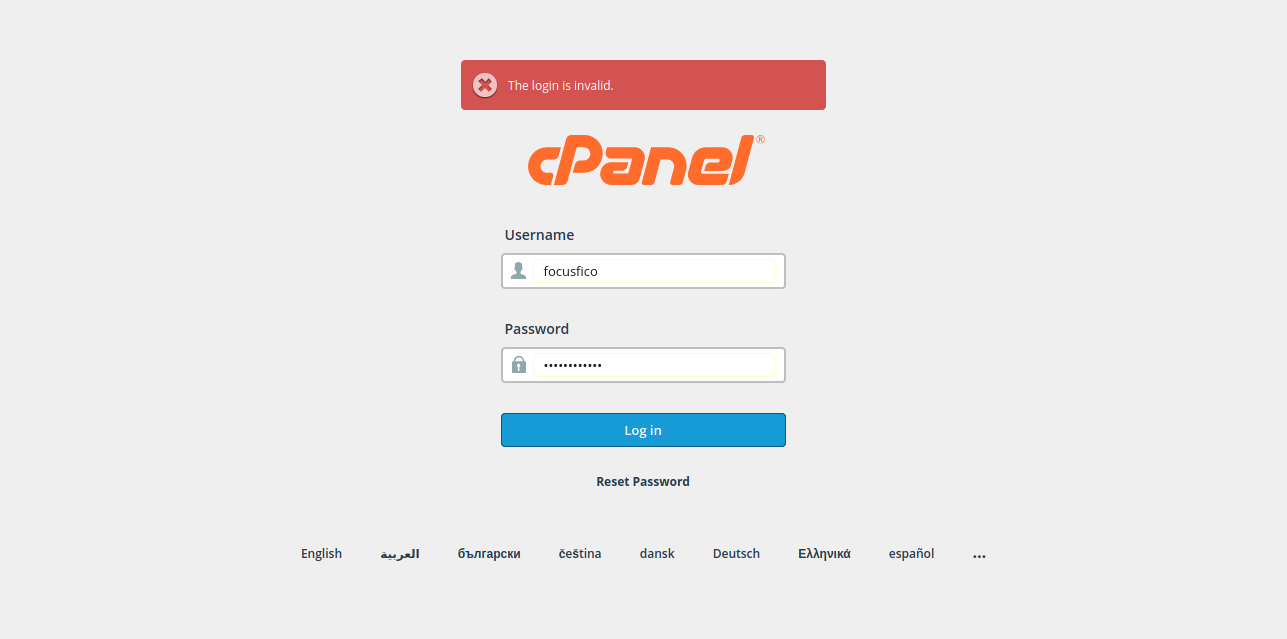 The login is invalid.
cPanel®
Username
focusfico
Password
••••••••••••
Log in
Reset Password
English العربية български čeština dansk Deutsch Ελληνικά español ...